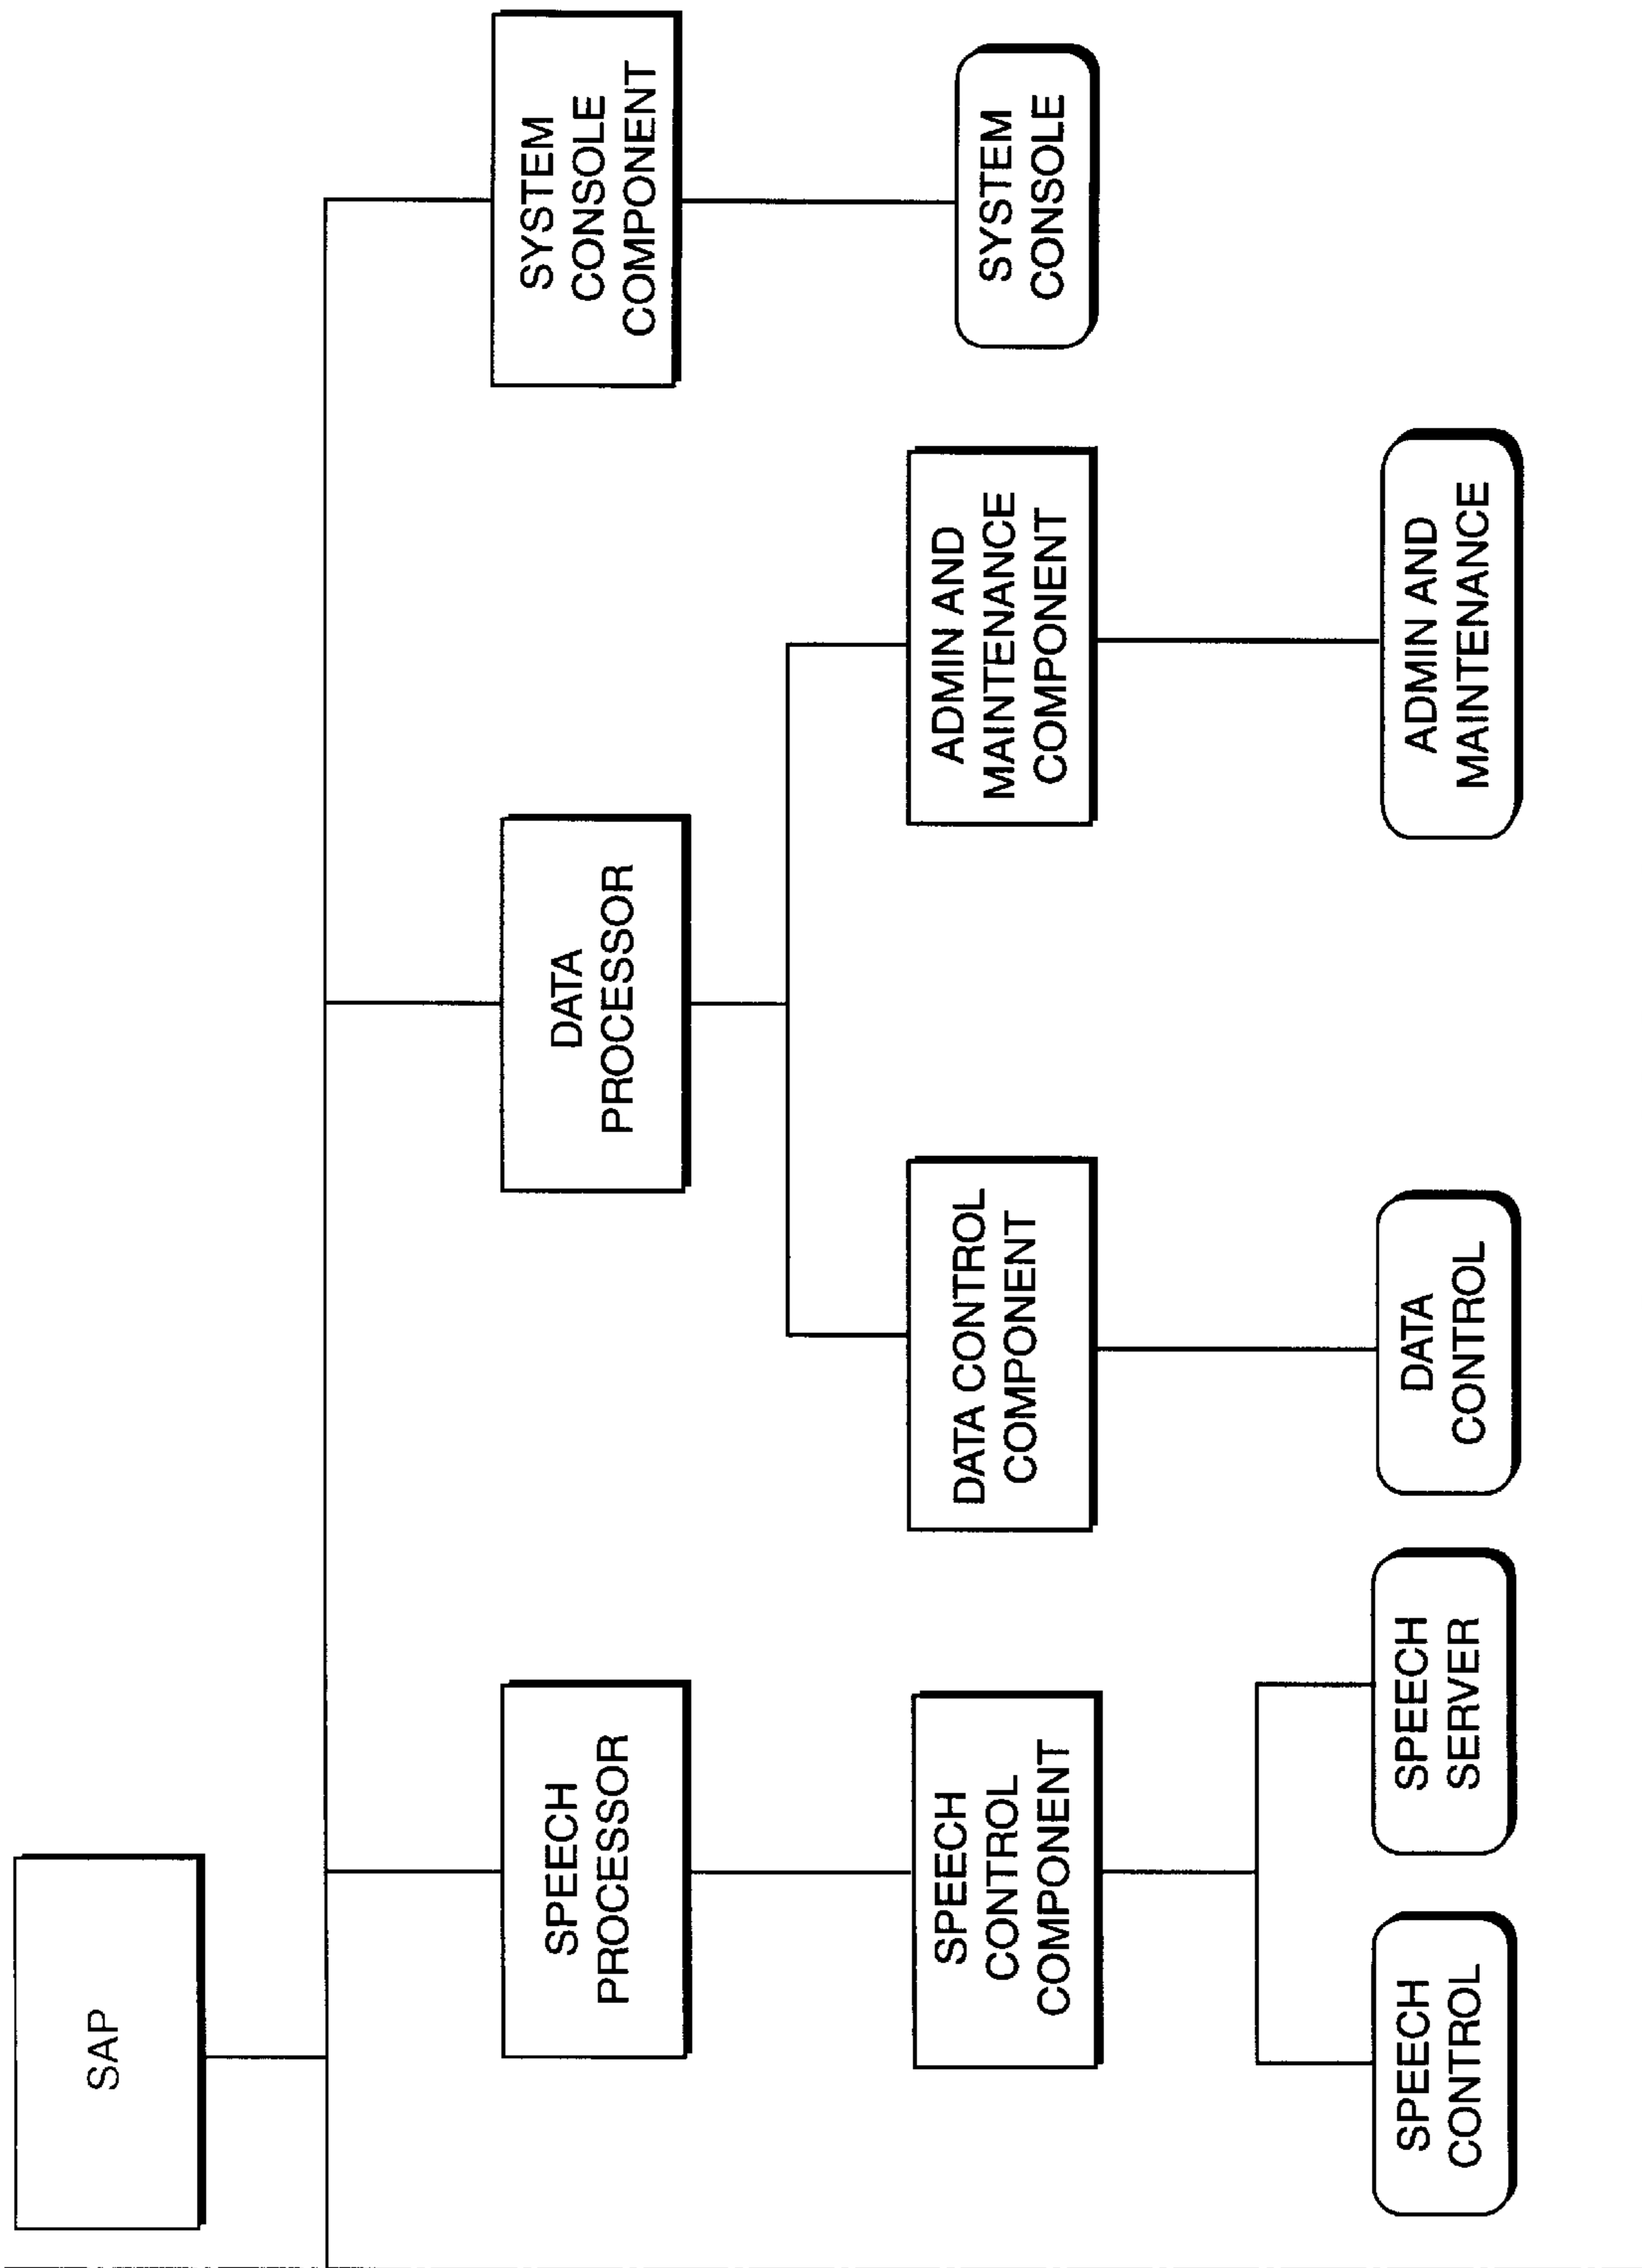 SAP
SPEECH
PROCESSOR
DATA
PROCESSOR
SYSTEM
CONSOLE
COMPONENT
SPEECH
CONTROL
COMPONENT
DATA CONTROL
COMPONENT
ADMIN AND
MAINTENANCE
COMPONENT
SYSTEM
CONSOLE
SPEECH
CONTROL
SPEECH
SERVER
DATA
CONTROL
ADMIN AND
MAINTENANCE